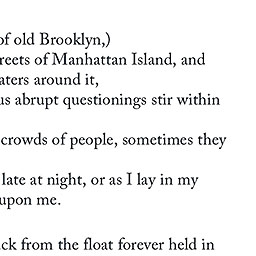 of old Brooklyn,)
reets of Manhattan Island, and
aters around it,
us abrupt questionings stir within
crowds of people, sometimes they
late at night, or as I lay in my
upon me.
ck from the float forever held in